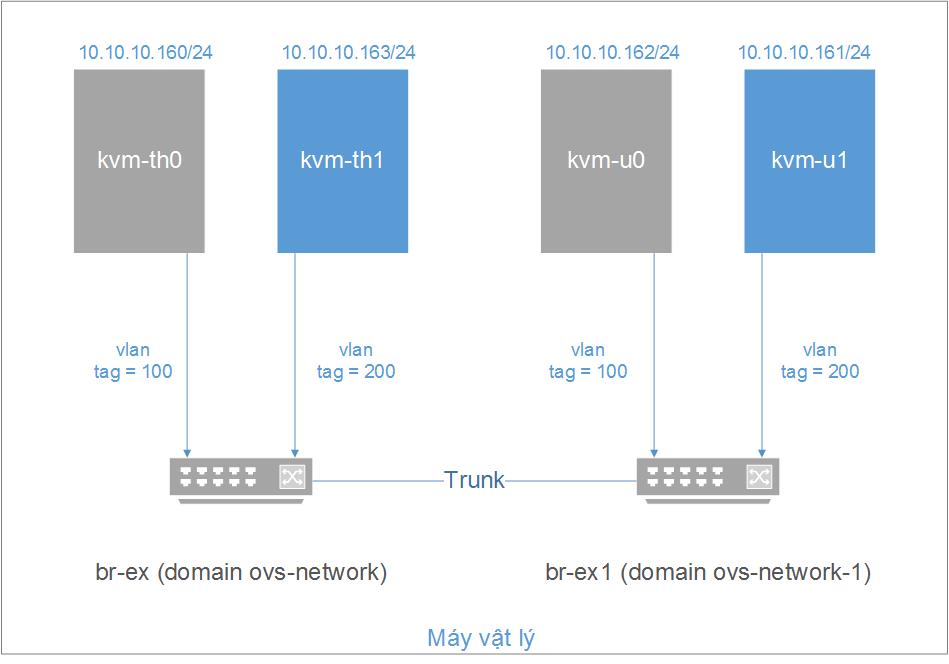 10.10.10.160/24
10.10.10.163/24
10.10.10.162/24
10.10.10.161/24
kvm-th0
kvm-th1
kvm-u0
kvm-u1
vlan
tag = 100
vlan
tag = 200
vlan
tag = 100
vlan
tag = 200
Trunk
br-ex (domain ovs-network)
br-ex1 (domain ovs-network-1)
Máy vật lý